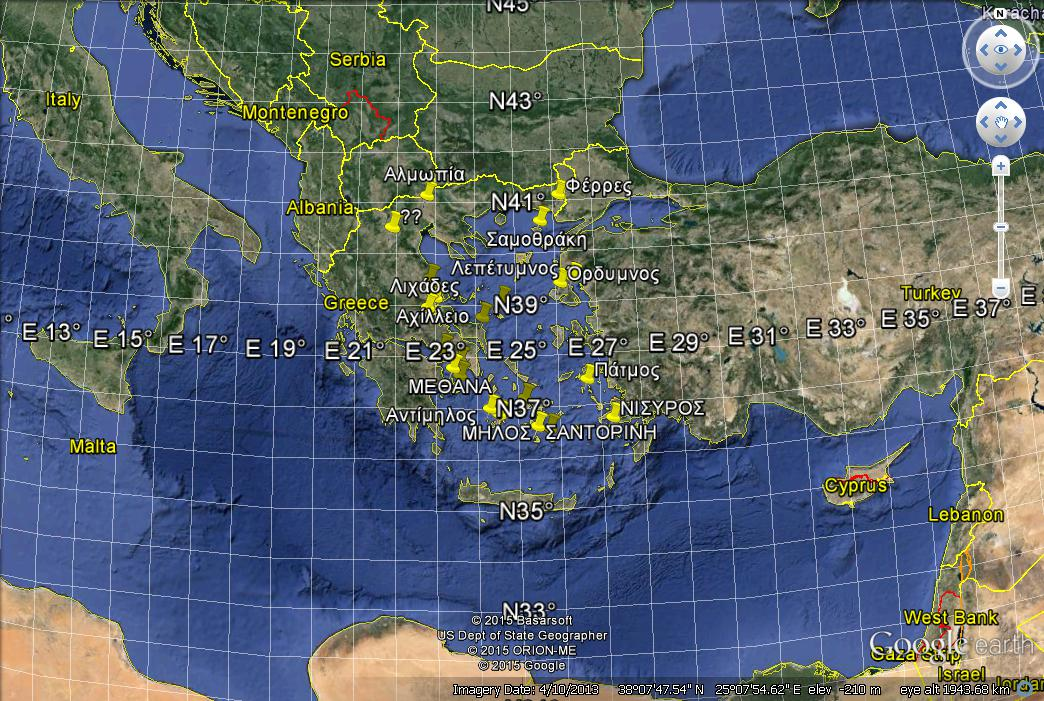 N45°
Karacha
N
Serbia
Italy
N43°
Montenegro
Αλμωπία
Φέρρες
N41°
Albania
??
Σαμοθράκη
Λεπέτυμνος
Ορδυμνος
Λιχάδες
Greece
N39°
Turkey
Αχίλλειο
E 37°
E 35°
E 33°
E 31°
E 29°
E 27°
E 25°
E 23°
E 21°
E 19°
E 17°
E 15°
E 13°
Πάτμος
ΜΕΘΑΝΑ
N37°
ΝΙΣΥΡΟΣ
Αντίμηλος
ΜΗΛΟΣ
ΣΑΝΤΟΡΙΝΗ
Malta
Cyprus
N35°
Lebanon
N33°
© 2015 Basarsoft
US Dept of State Geographer
© 2015 ORION-ME
© 2015 Google
West Bank
Google earth
Gaza Strip
Israel
Jordan
Imagery Date: 4/10/2013 38°07'47.54" N 25°07'54.62" E elev -210 m eye alt 1943.68 km